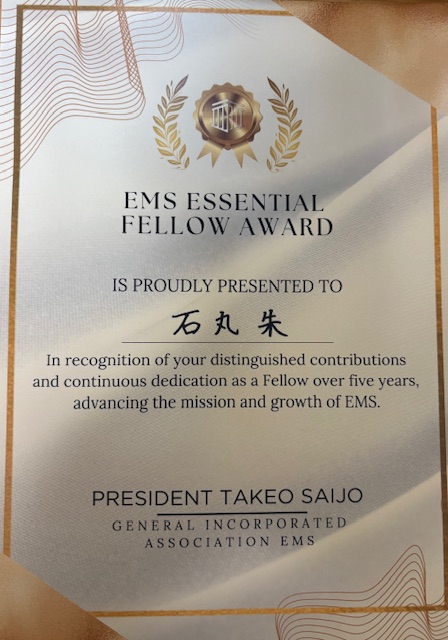 EMS ESSENTIAL
FELLOW AWARD
IS PROUDLY PRESENTED TO
石丸 朱
In recognition of your distinguished contributions
and continuous dedication as a Fellow over five years,
advancing the mission and growth of EMS.
PRESIDENT TAKEO SAIJO
GENERAL INCORPORATED
ASSOCIATION EMS